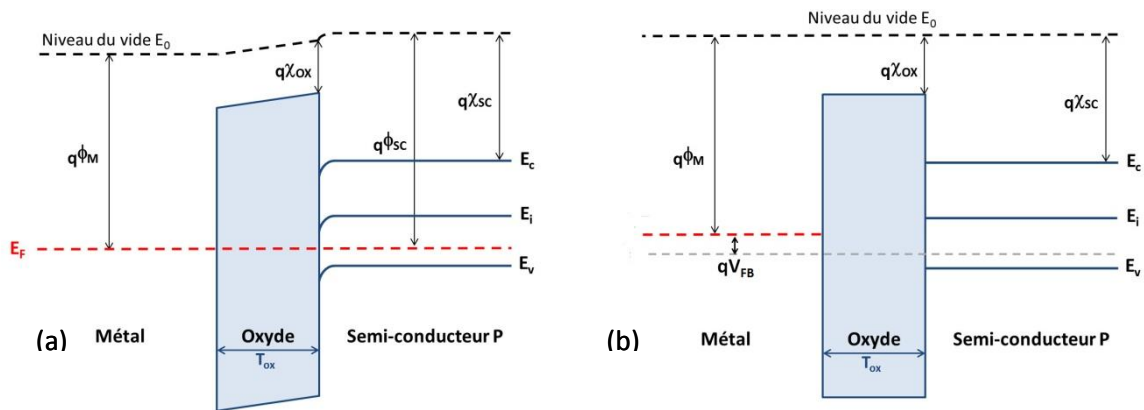 Niveau du vide E₀
qχox
qχsc
qϕM
qϕsc
Ec
Ei
EF
Ev
(a)
Métal
Oxyde
Semi-conducteur P
Tox
Niveau du vide E₀
qχox
qχsc
qϕM
Ec
Ei
qVFB
Ev
(b)
Métal
Oxyde
Semi-conducteur P
Tox